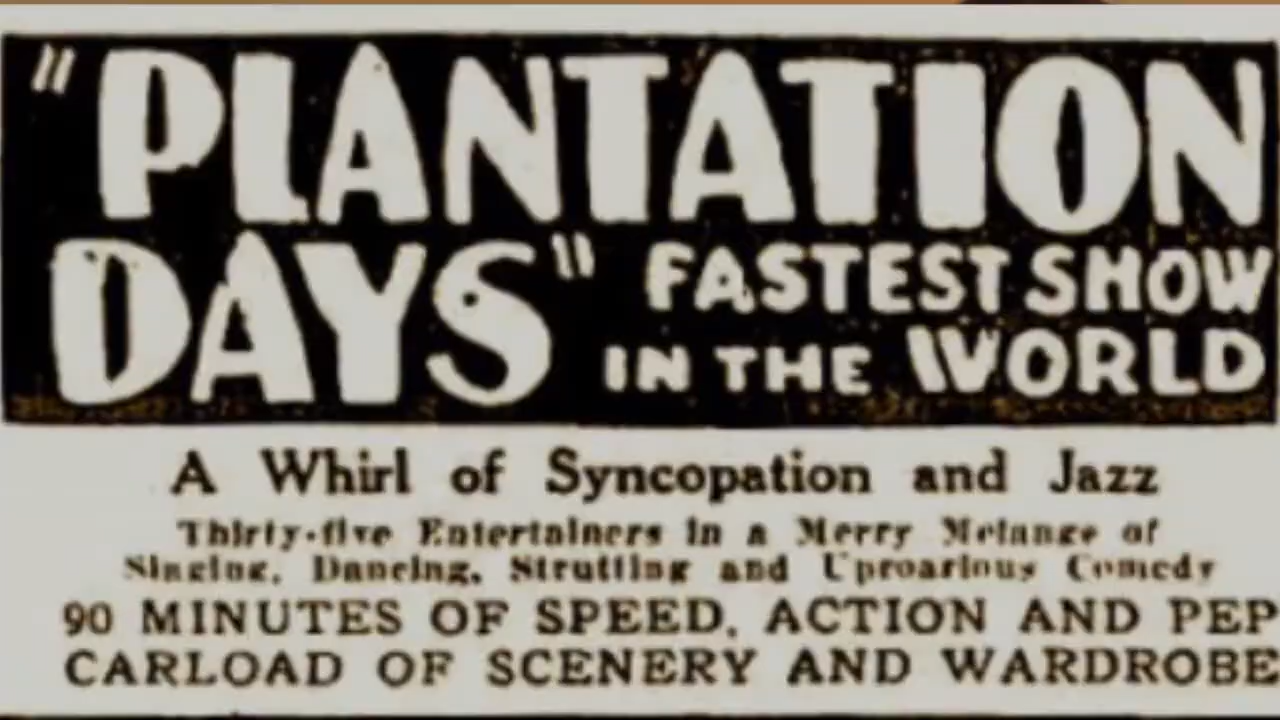 "PLANTATION
DAYS" FASTEST SHOW
IN THE WORLD
A Whirl of Syncopation and Jazz
Thirty-five Entertainers in a Merry Melange of
Singing, Dancing, Strutting and Uproarious Comedy
90 MINUTES OF SPEED, ACTION AND PEP
CARLOAD OF SCENERY AND WARDROBE